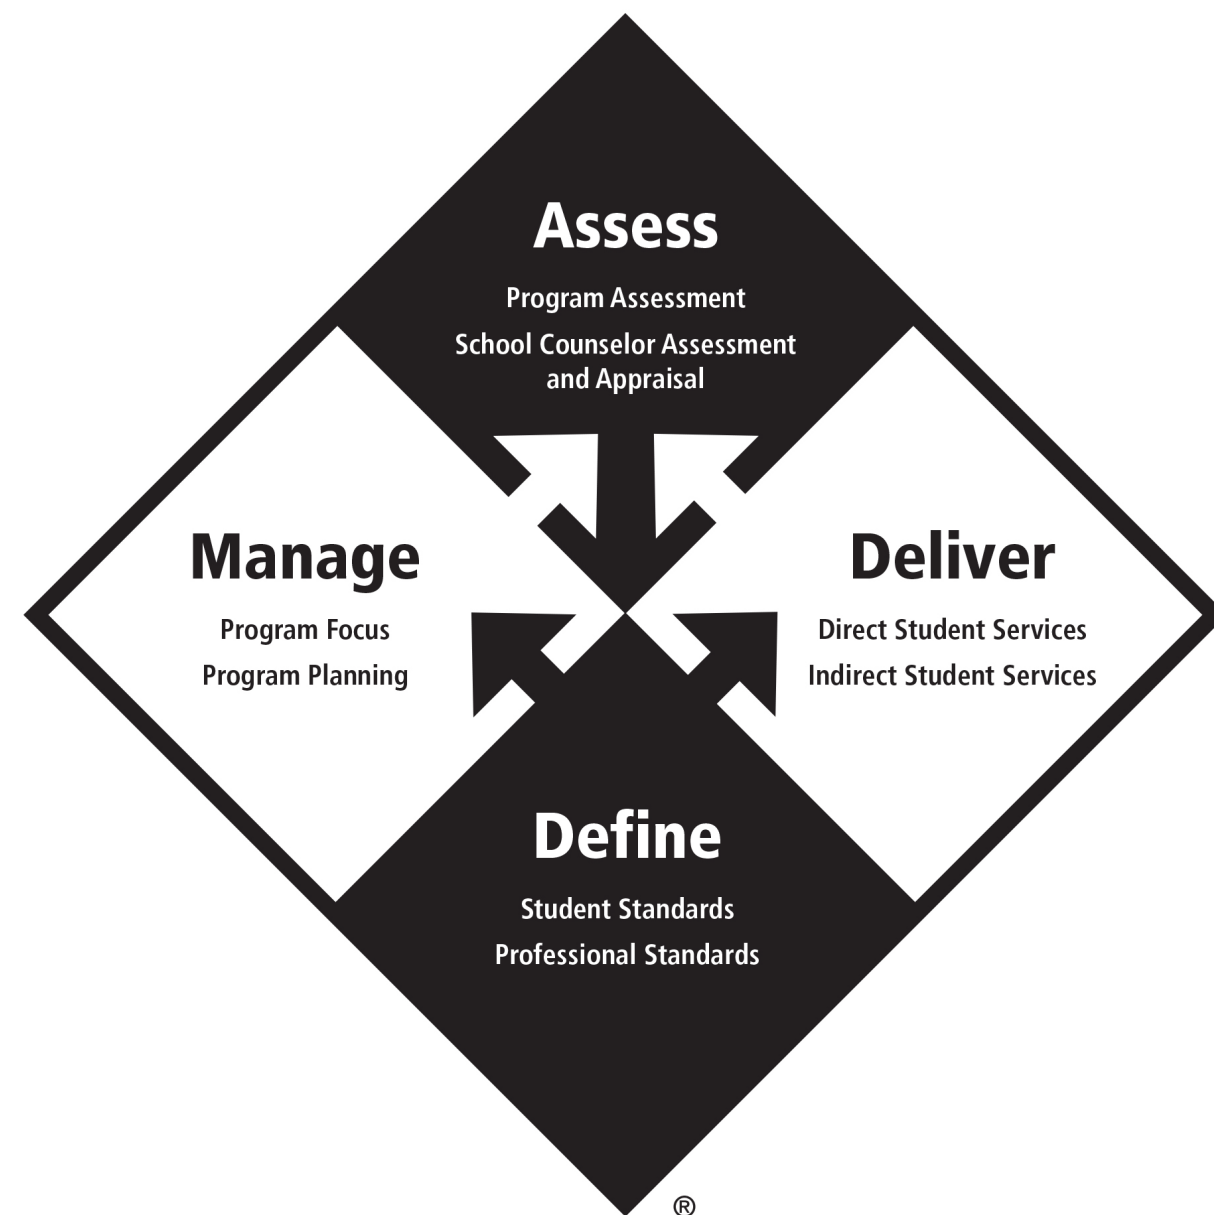 Assess
Program Assessment
School Counselor Assessment
and Appraisal
Manage
Program Focus
Program Planning
Deliver
Direct Student Services
Indirect Student Services
Define
Student Standards
Professional Standards
®